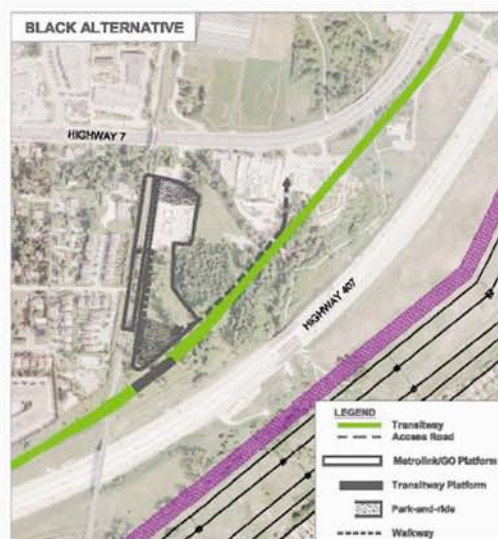 BLACK ALTERNATIVE
HIGHWAY 7
HIGHWAY 407
LEGEND
Transitway
Access Road
Metrolink/GO Platform
Transitway Platform
Park-and-ride
Walkway